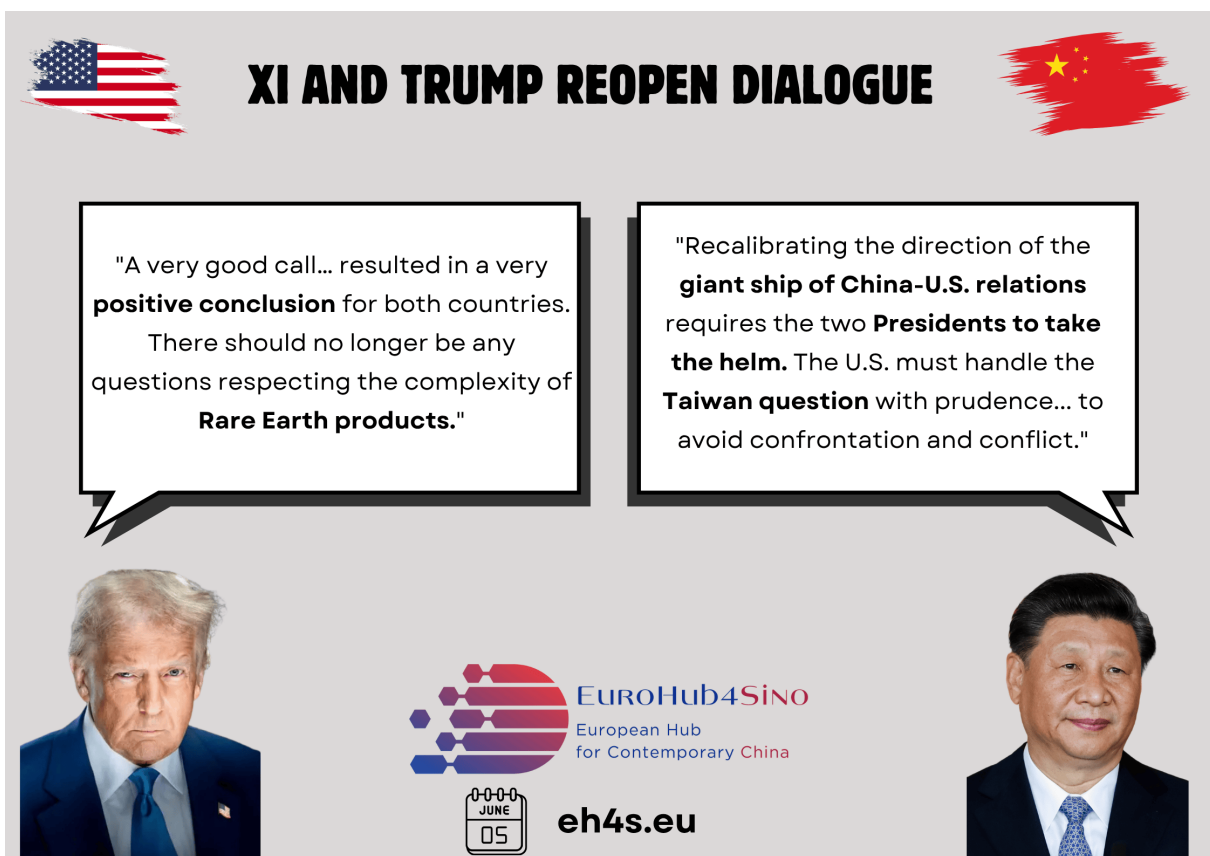 XI AND TRUMP REOPEN DIALOGUE
"A very good call... resulted in a very
positive conclusion for both countries.
There should no longer be any
questions respecting the complexity of
Rare Earth products."
"Recalibrating the direction of the
giant ship of China-U.S. relations
requires the two Presidents to take
the helm. The U.S. must handle the
Taiwan question with prudence... to
avoid confrontation and conflict."
EuroHub4Sino
European Hub
for Contemporary China
JUNE
05
eh4s.eu